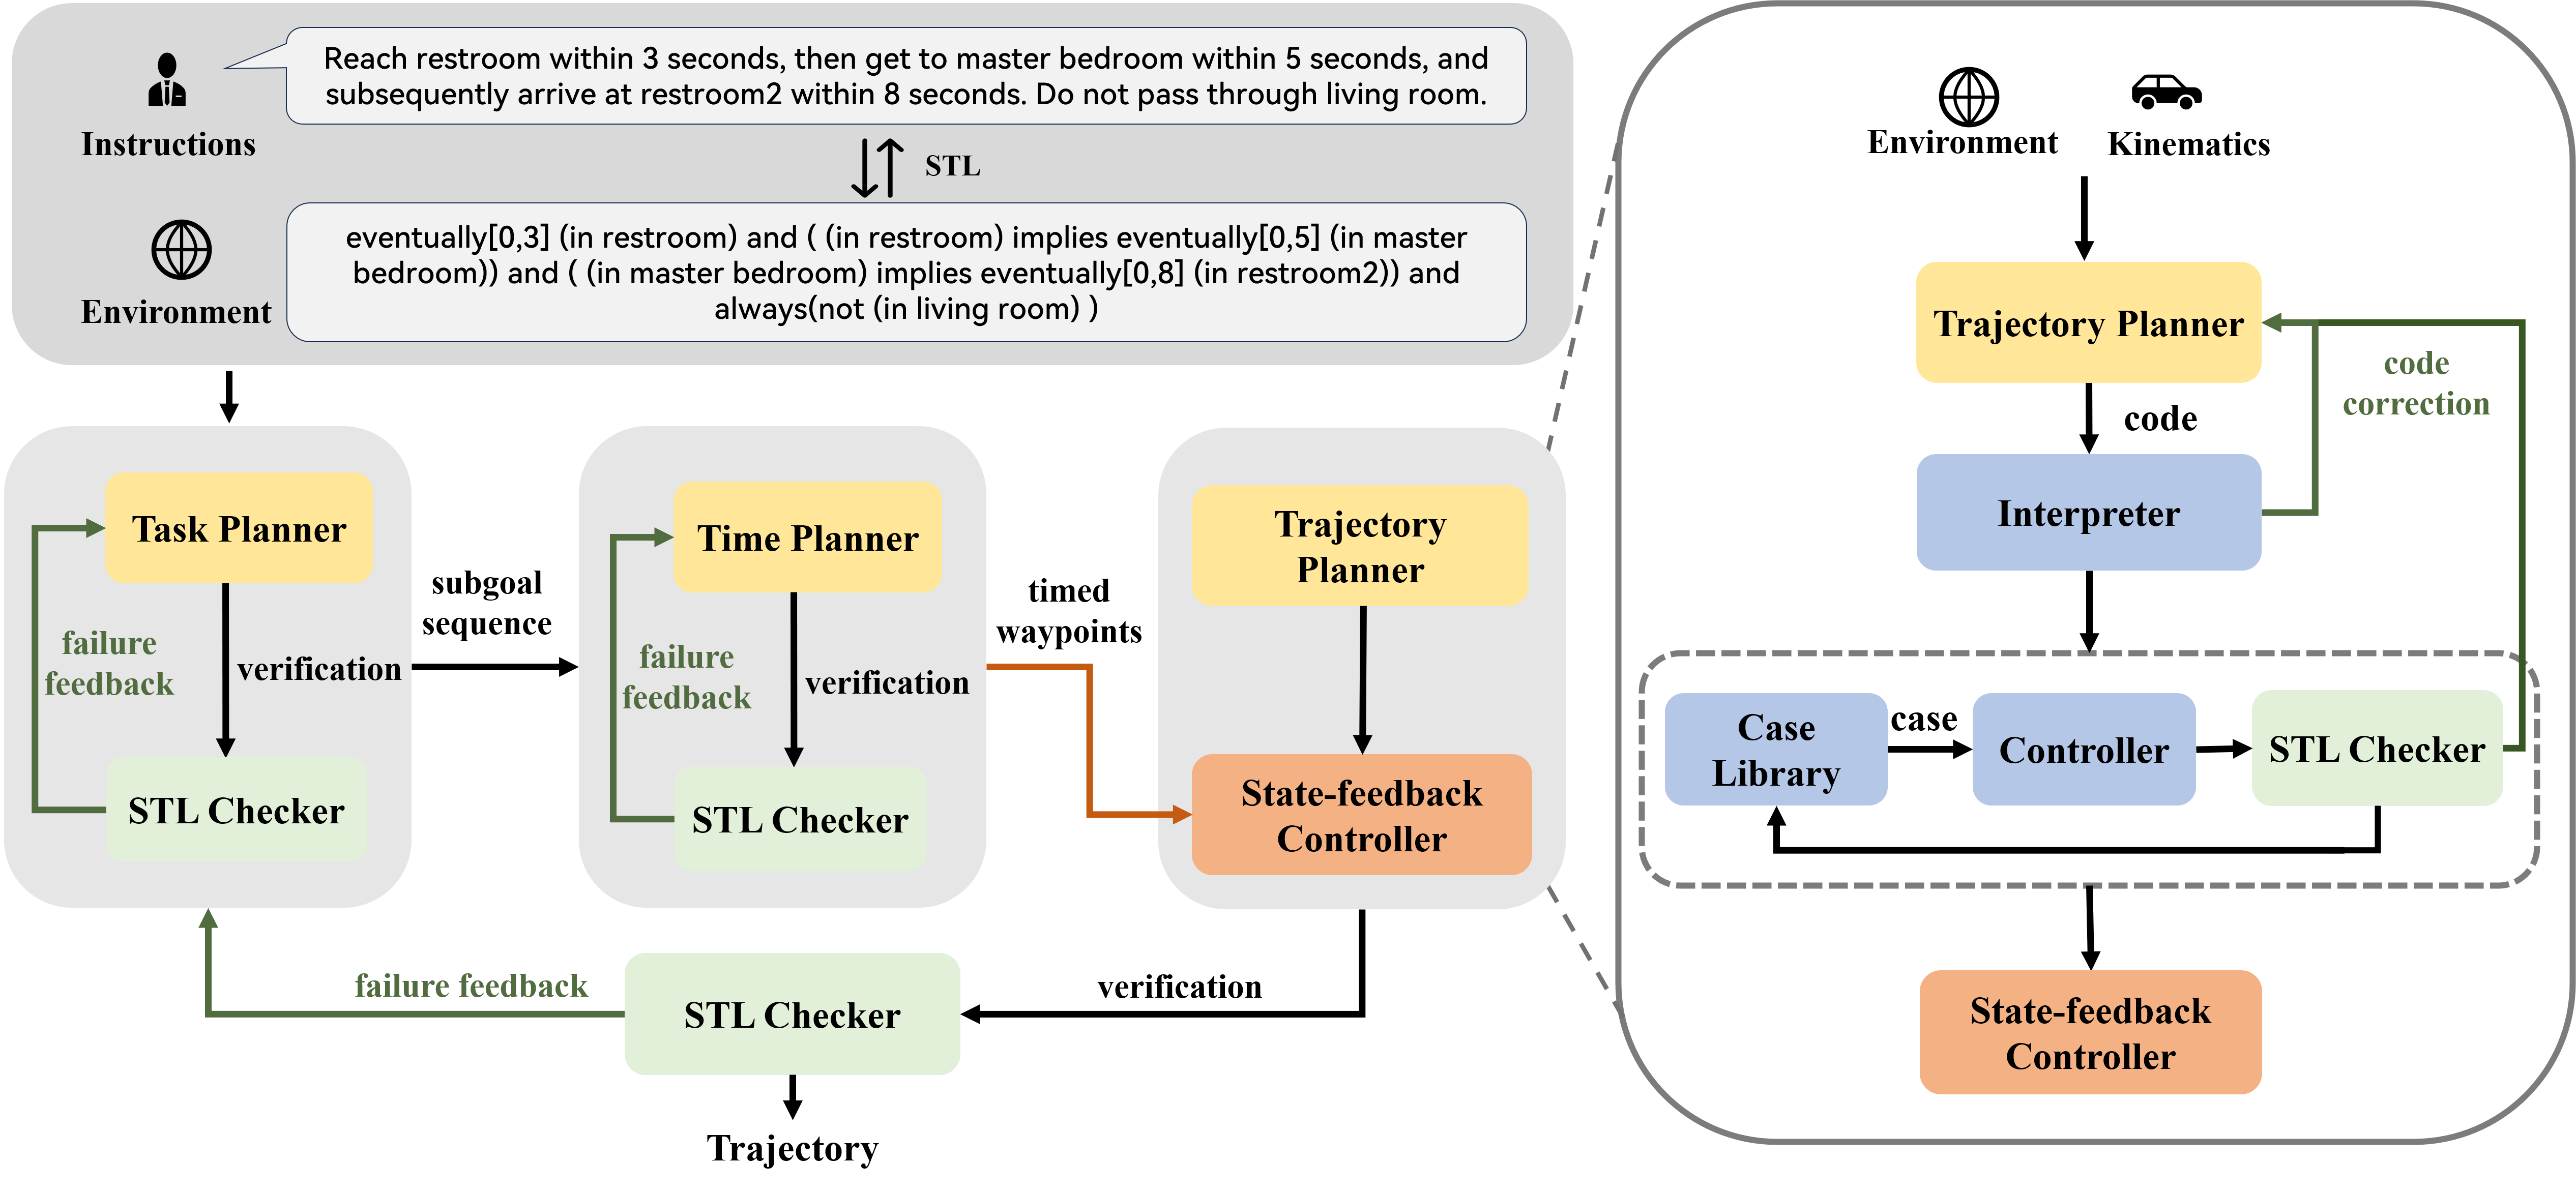 Reach restroom within 3 seconds, then get to master bedroom within 5 seconds, and
subsequently arrive at restroom2 within 8 seconds. Do not pass through living room.
Instructions
STL
eventually[0,3] (in restroom) and ( (in restroom) implies eventually[0,5] (in master
bedroom)) and ( (in master bedroom) implies eventually[0,8] (in restroom2)) and
always(not (in living room) )
Environment
Task Planner
failure
feedback
verification
STL Checker
subgoal
sequence
Time Planner
failure
feedback
verification
STL Checker
timed
waypoints
Trajectory
Planner
State-feedback
Controller
verification
STL Checker
failure feedback
Trajectory
Environment
Kinematics
Trajectory Planner
code
correction
code
Interpreter
Case
Library
case
Controller
STL Checker
State-feedback
Controller